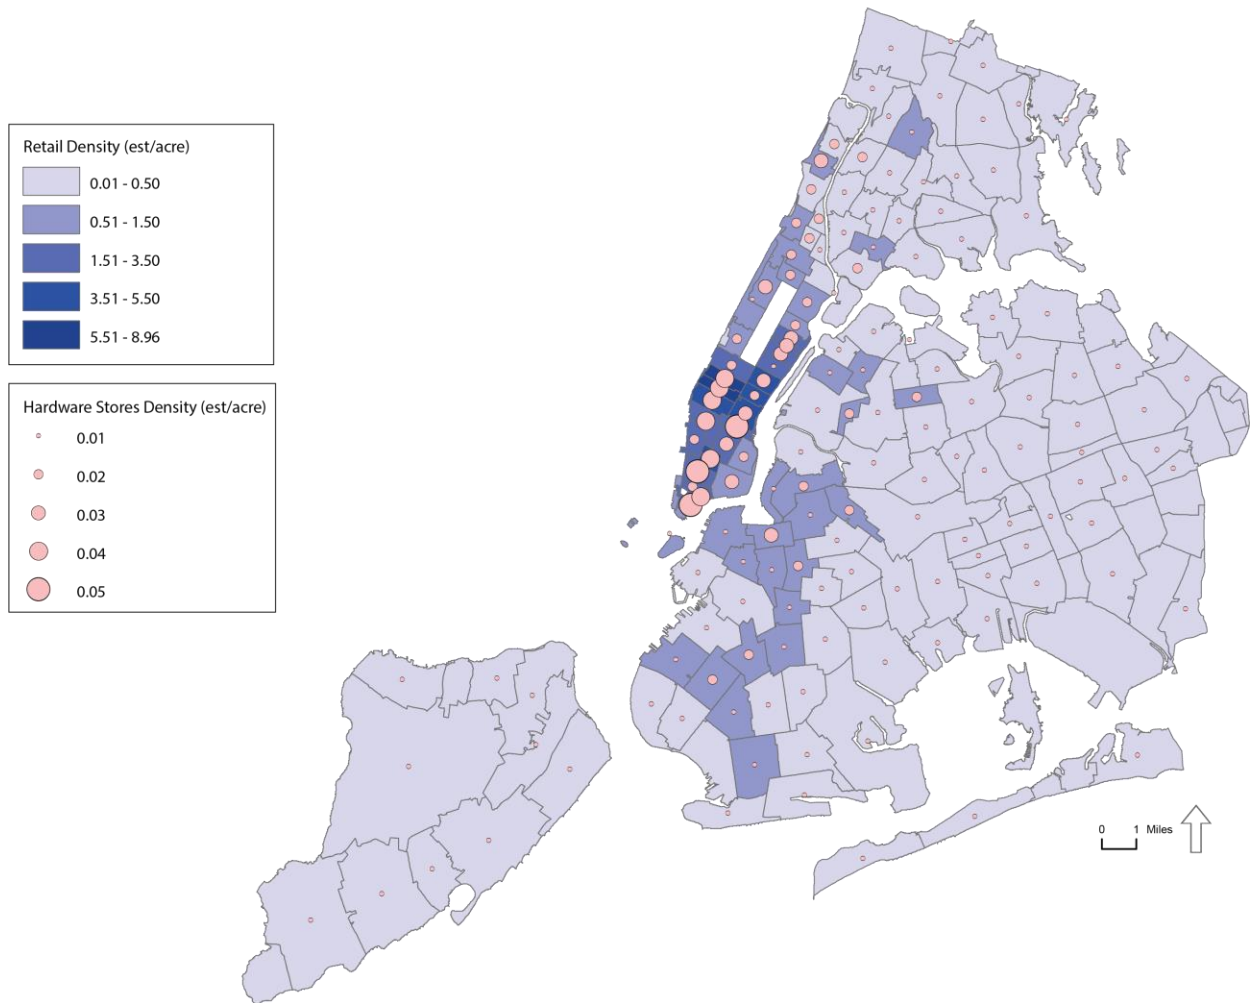 Retail Density (est/acre)
0.01 - 0.50
0.51 - 1.50
1.51 - 3.50
3.51 - 5.50
5.51 - 8.96
Hardware Stores Density (est/acre)
0.01
0.02
0.03
0.04
0.05
0 1 Miles